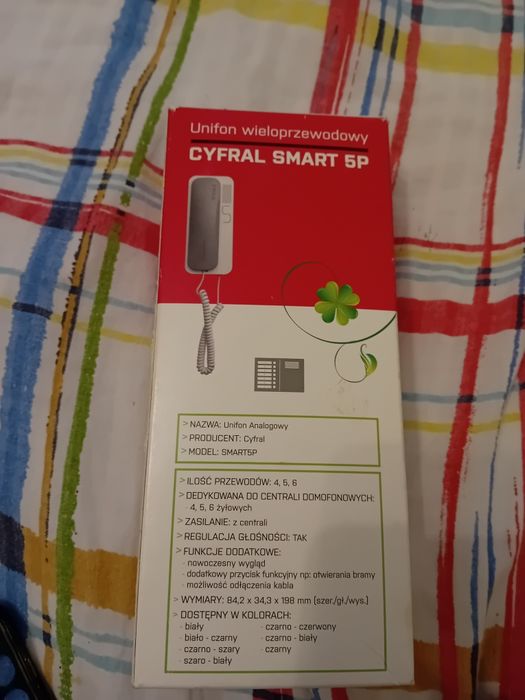 Unifon wieloprzewodowy
CYFRAL SMART 5P
> NAZWA: Unifon Analogowy
> PRODUCENT: Cyfral
> MODEL: SMART5P
> ILOŚĆ PRZEWODÓW: 4, 5, 6
> DEDYKOWANA DO CENTRALI DOMOFONOWYCH:
- 4, 5, 6 żyłowych
> ZASILANIE: z centrali
> REGULACJA GŁOŚNOŚCI: TAK
> FUNKCJE DODATKOWE:
- nowoczesny wygląd
- dodatkowy przycisk funkcyjny np: otwierania bramy
- możliwość odłączenia kabla
> WYMIARY: 84,2 x 34,3 x 198 mm (szer./gł./wys.)
> DOSTĘPNY W KOLORACH:
- biały
- biało - czarny
- czarno - szary
- szaro - biały
- czarno - czerwony
- czarno - biały
- czarny